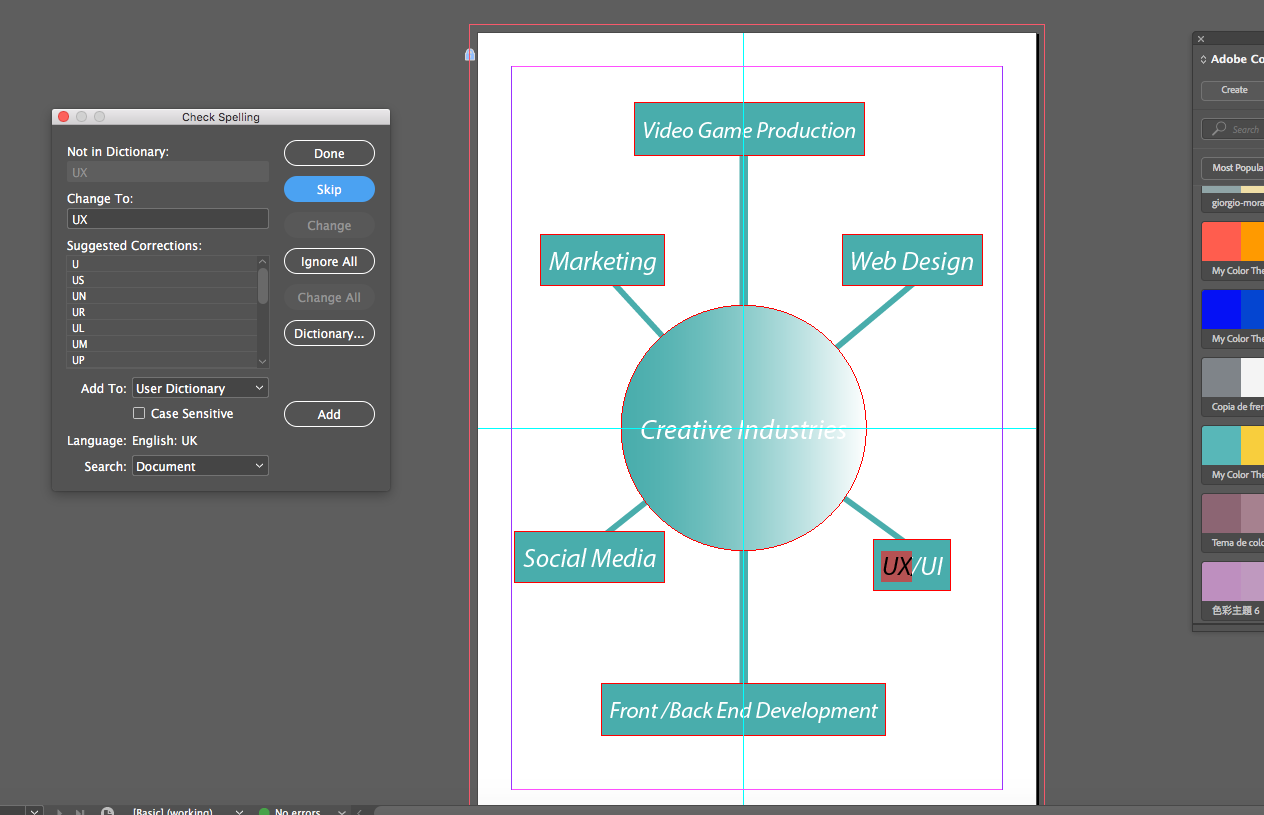 Check Spelling
Not in Dictionary:
UX
Change To:
UX
Suggested Corrections:
U
US
UN
UR
UL
UM
UP
Done
Skip
Change
Ignore All
Change All
Dictionary...
Add To: User Dictionary
Case Sensitive
Add
Language: English: UK
Search: Document
Video Game Production
Marketing
Web Design
Creative Industries
Social Media
UX/UI
Front /Back End Development
Adobe Co
Create
Search
Most Popula
giorgio-mora
My Color The
My Color The
Copia de fren
My Color The
Tema de colo
色彩主題 6
[Basic] (working)
No errors